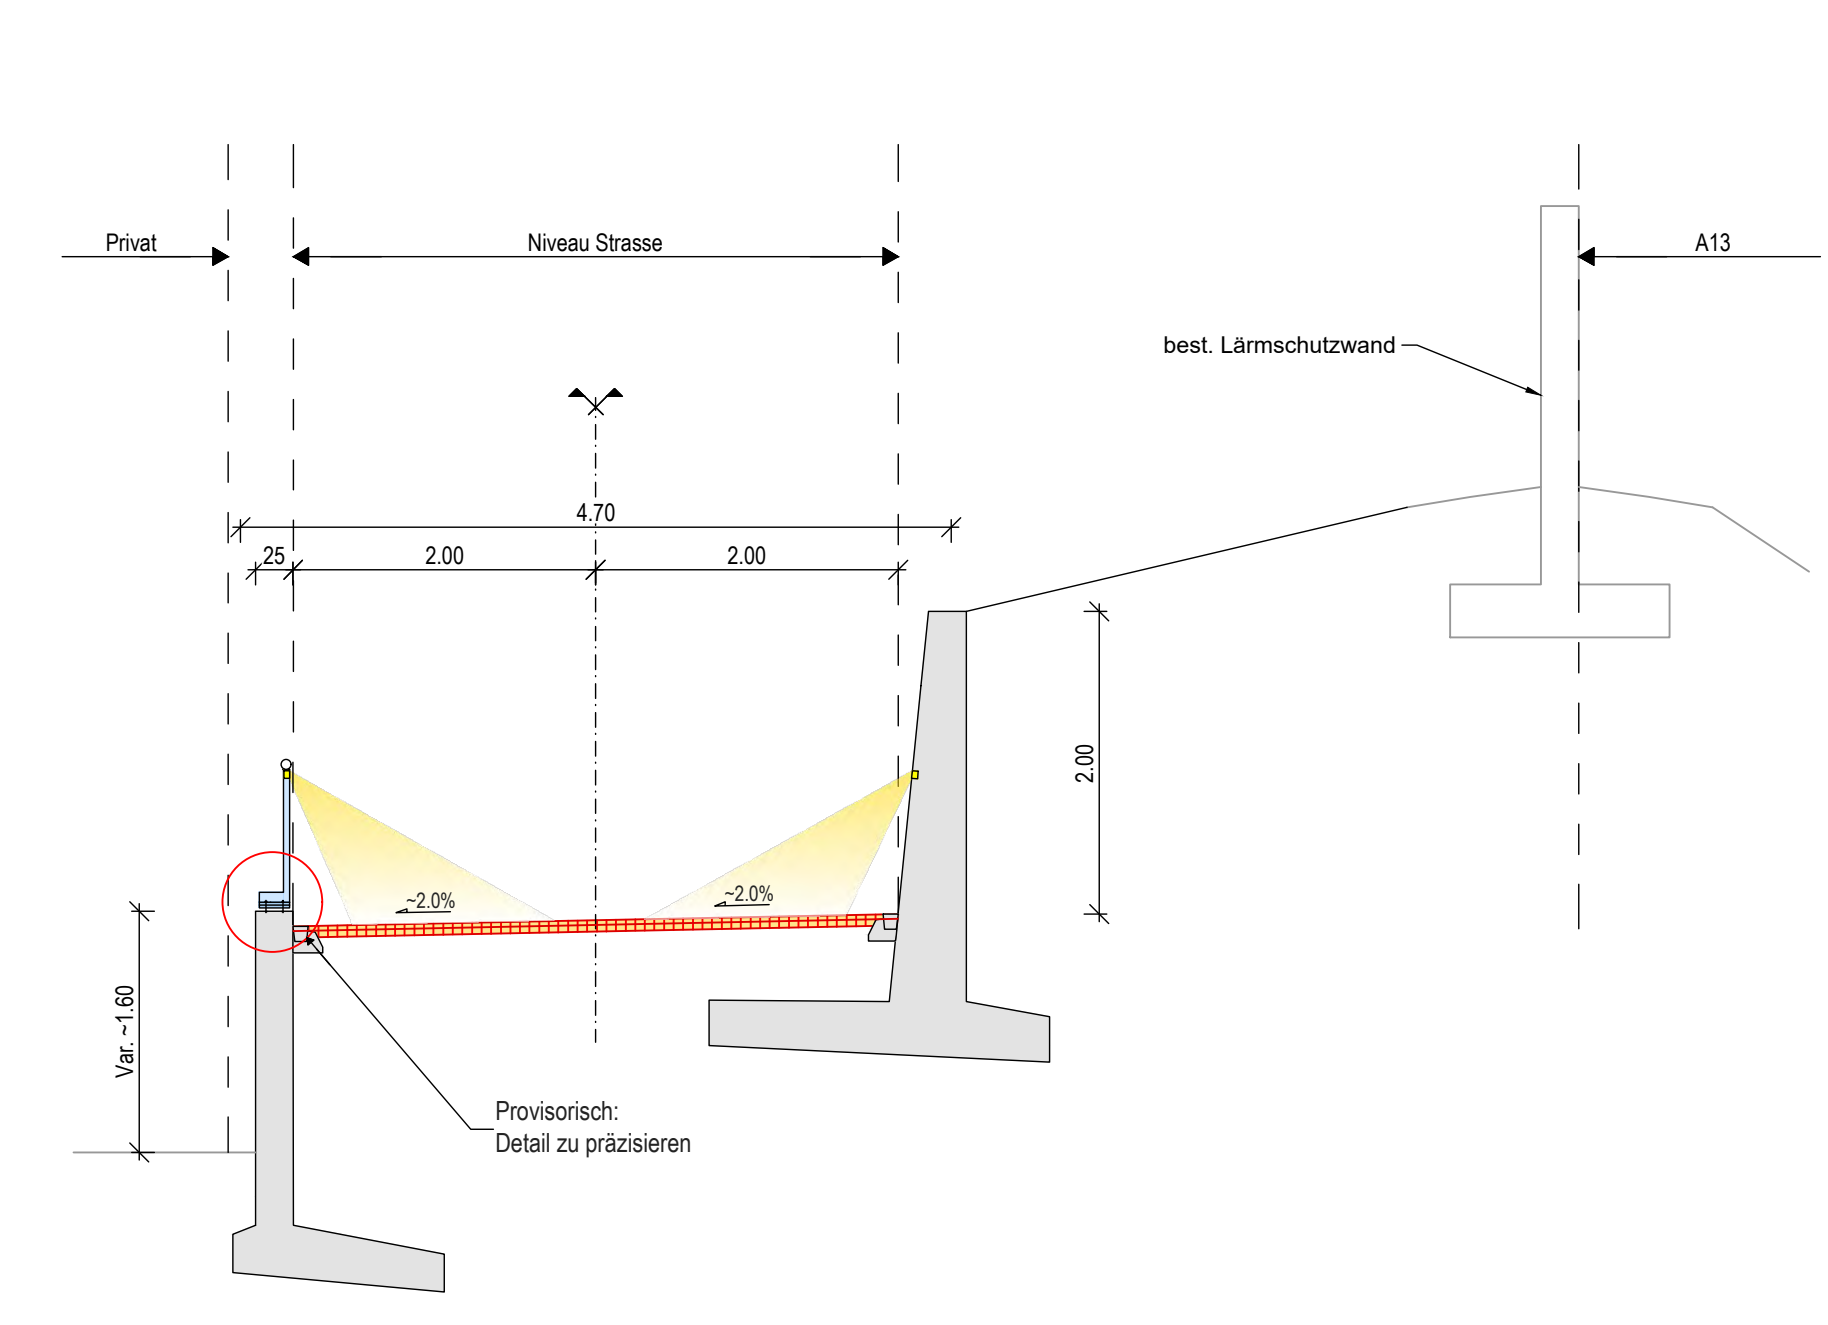 Privat
Niveau Strasse
A13
best. Lärmschutzwand
4.70
25
2.00
2.00
2.00
~2.0%
~2.0%
Var. ~1.60
Provisorisch:
Detail zu präzisieren